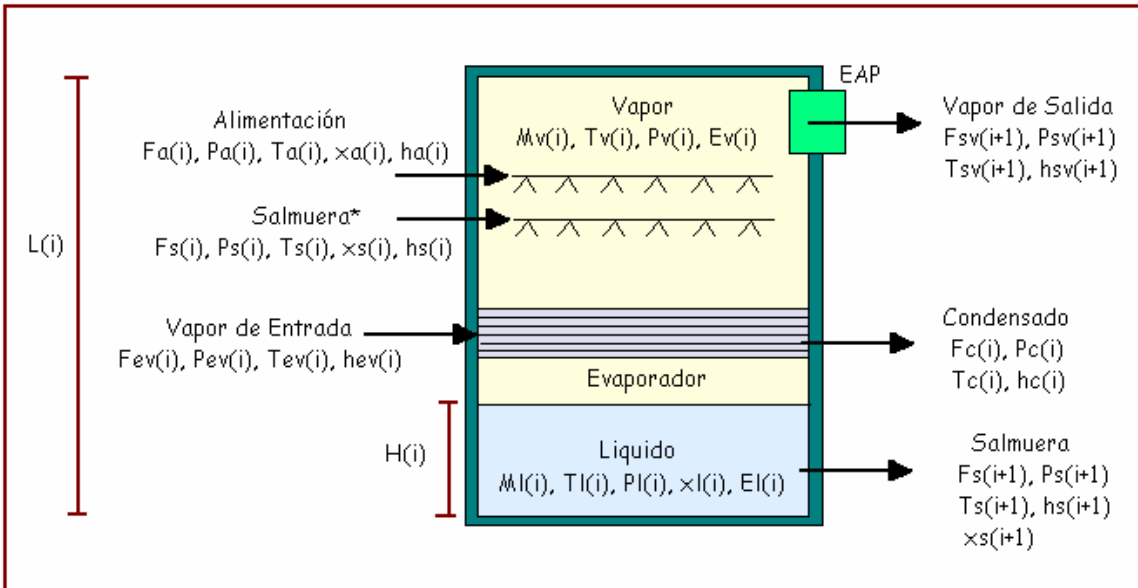 EAP
Vapor
Mv(i), Tv(i), Pv(i), Ev(i)
Alimentación
Fa(i), Pa(i), Ta(i), xa(i), ha(i)
Vapor de Salida
Fsv(i+1), Psv(i+1)
Tsv(i+1), hsv(i+1)
Salmuera*
Fs(i), Ps(i), Ts(i), xs(i), hs(i)
L(i)
Vapor de Entrada
Fev(i), Pev(i), Tev(i), hev(i)
Condensado
Fc(i), Pc(i)
Tc(i), hc(i)
Evaporador
H(i)
Liquido
Ml(i), Tl(i), Pl(i), xl(i), El(i)
Salmuera
Fs(i+1), Ps(i+1)
Ts(i+1), hs(i+1)
xs(i+1)